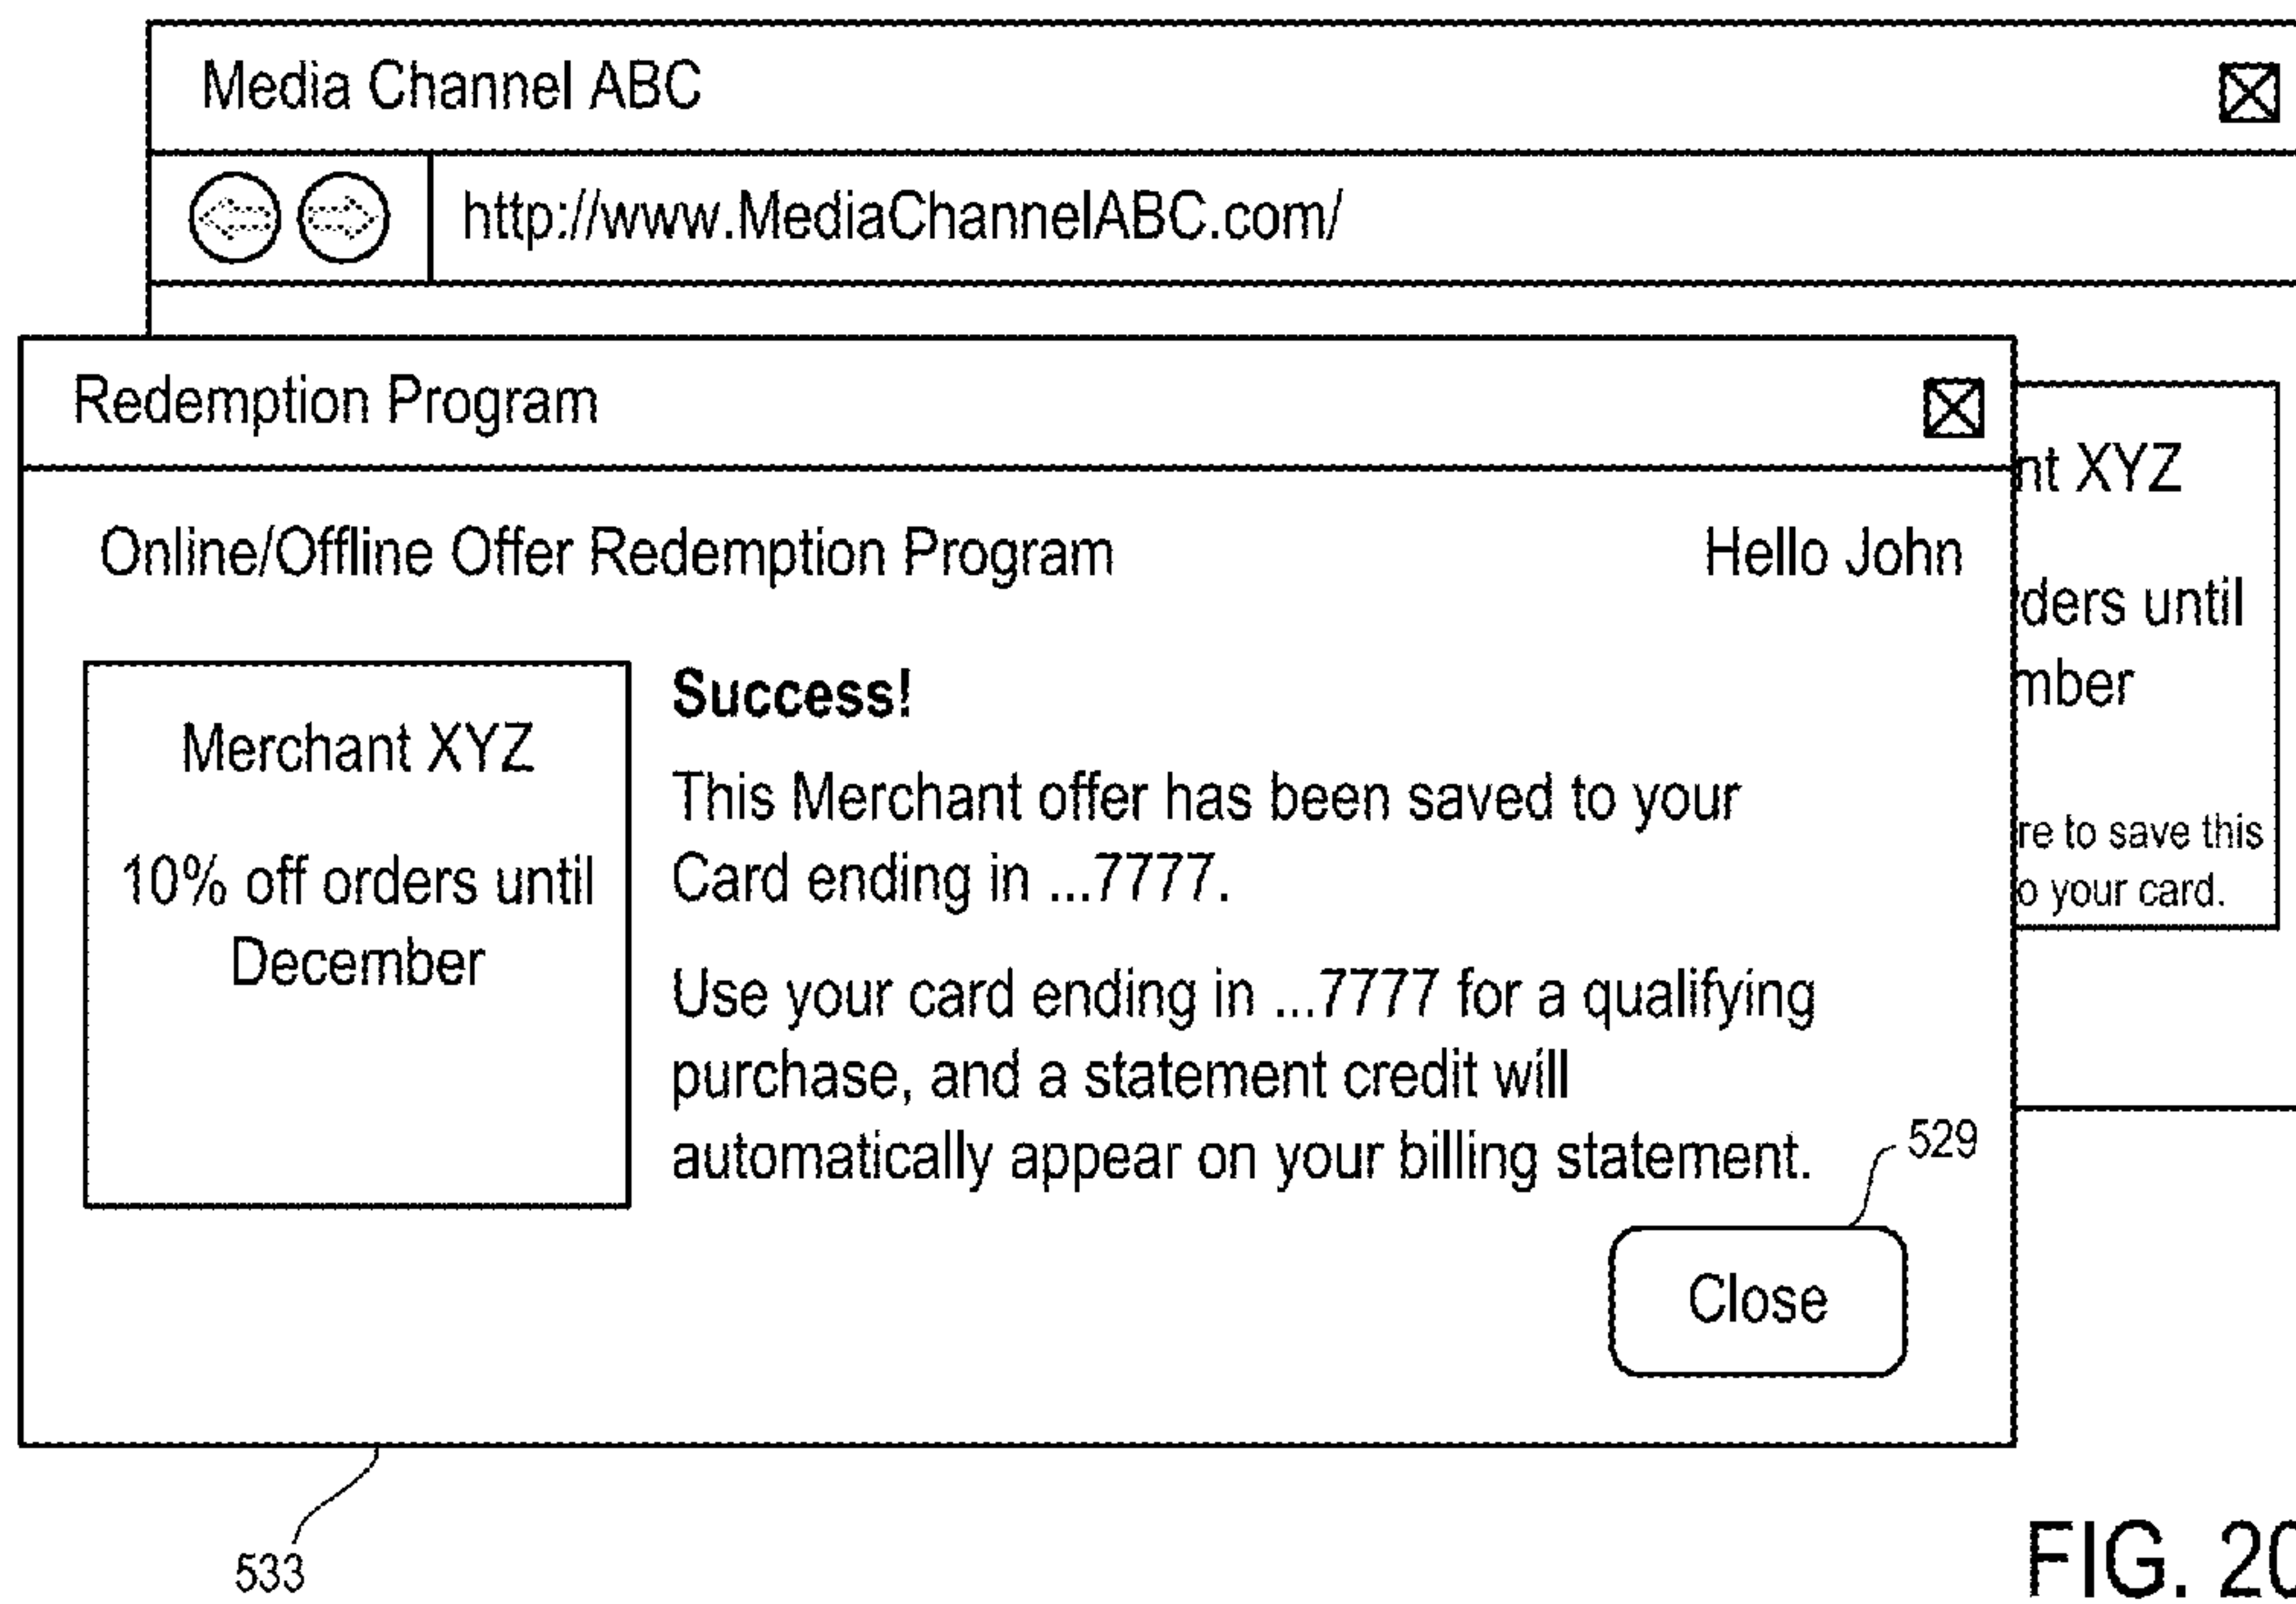 Media Channel ABC
http://www.MediaChannelABC.com/
Redemption Program
Online/Offline Offer Redemption Program
Hello John
Merchant XYZ
10% off orders until
December
Success!
This Merchant offer has been saved to your
Card ending in ...7777.
Use your card ending in ...7777 for a qualifying
purchase, and a statement credit will
automatically appear on your billing statement.
529
Close
nt XYZ
ders until
mber
re to save this
o your card.
533
FIG. 20